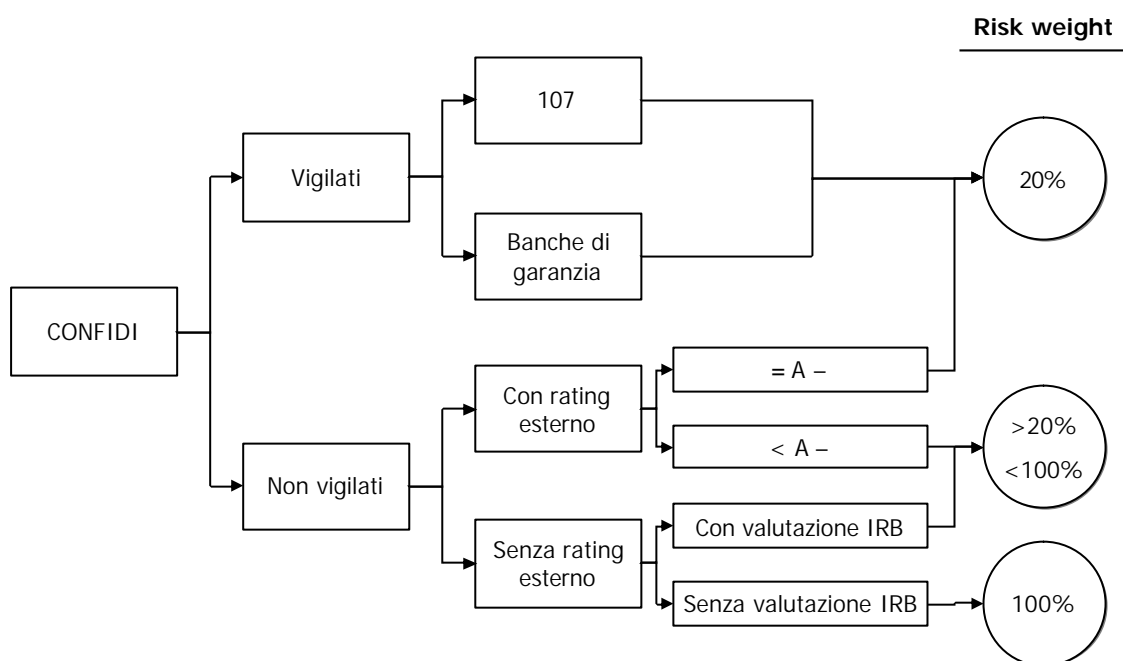 Risk weight
107
Vigilati
20%
Banche di
garanzia
CONFIDI
= A –
Con rating
esterno
>20%
< A –
<100%
Non vigilati
Con valutazione IRB
Senza rating
esterno
Senza valutazione IRB
100%